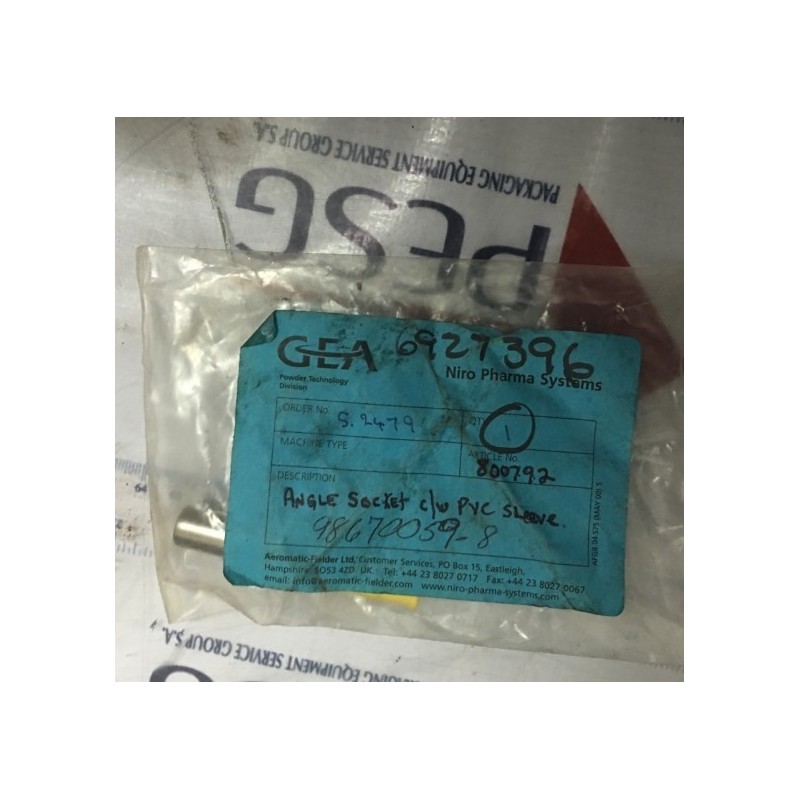 PACKAGING EQUIPMENT SERVICE GROUP S.A.
PESG
GEA 6927396
Powder Technology
Division
Niro Pharma Systems
ORDER No. S.2479
QTY 1
MACHINE TYPE
ARTICLE No.
800792
DESCRIPTION
ANGLE SOCKET c/w PVC SLEEVE.
98670059-8
Aeromatic-Fielder Ltd, Customer Services, PO Box 15, Eastleigh,
Hampshire SO53 4ZD UK. Tel: +44 23 8027 0717 Fax: +44 23 8027 0067
email: info@aeromatic-fielder.com www.niro-pharma-systems.com
PACKAGING EQUIPMENT SERVICE GROUP S.A.